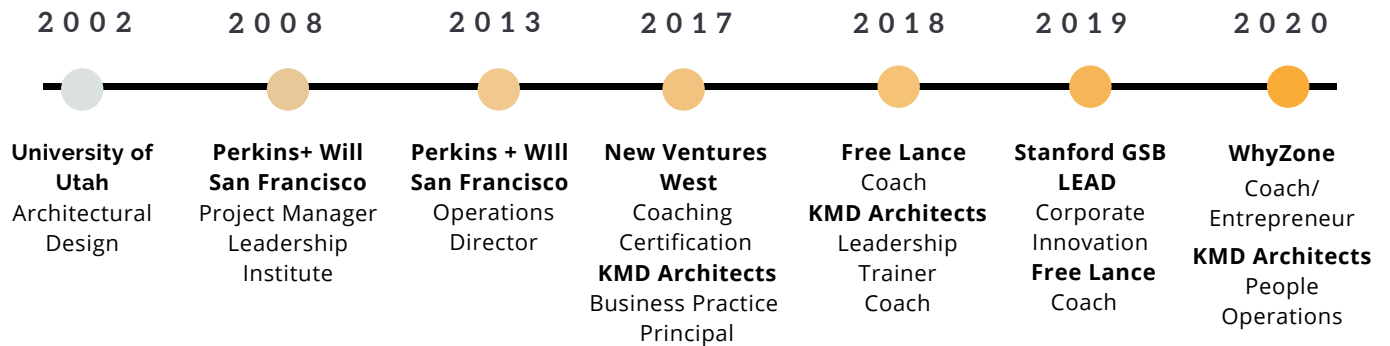 2002
University of
Utah
Architectural
Design
2008
Perkins+ Will
San Francisco
Project Manager
Leadership
Institute
2013
Perkins + WIll
San Francisco
Operations
Director
2017
New Ventures
West
Coaching
Certification
KMD Architects
Business Practice
Principal
2018
Free Lance
Coach
KMD Architects
Leadership
Trainer
Coach
2019
Stanford GSB
LEAD
Corporate
Innovation
Free Lance
Coach
2020
WhyZone
Coach/
Entrepreneur
KMD Architects
People
Operations